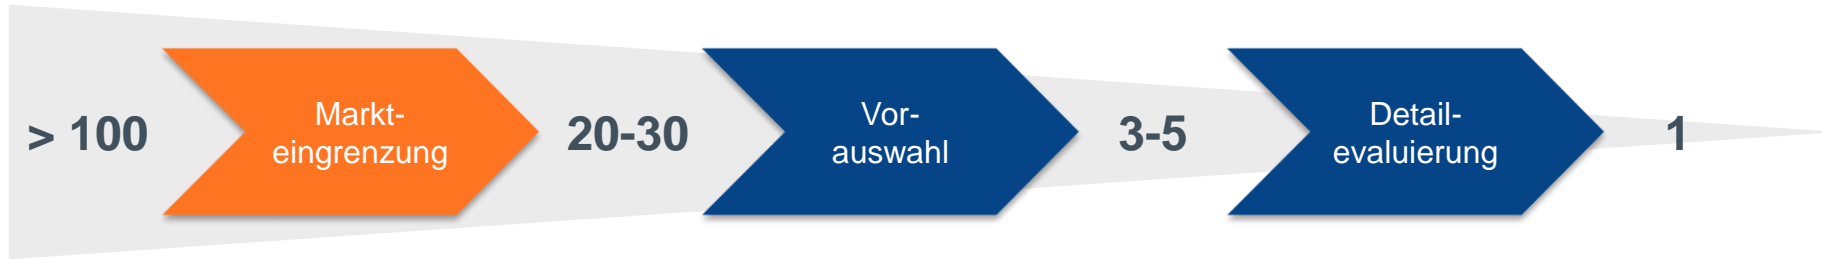 > 100
Markt-
eingrenzung
20-30
Vor-
auswahl
3-5
Detail-
evaluierung
1